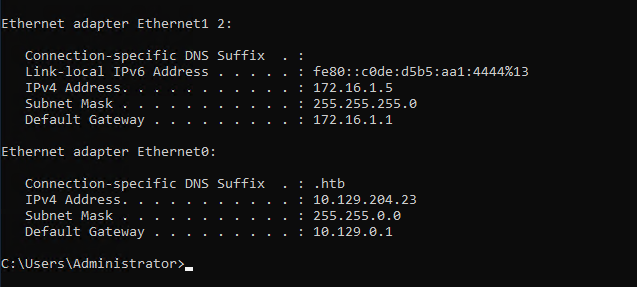 Ethernet adapter Ethernet1 2:
Connection-specific DNS Suffix  . :
Link-local IPv6 Address . . . . . : fe80::c0de:d5b5:aa1:4444%13
IPv4 Address. . . . . . . . . . . : 172.16.1.5
Subnet Mask . . . . . . . . . . . : 255.255.255.0
Default Gateway . . . . . . . . . : 172.16.1.1
Ethernet adapter Ethernet0:
Connection-specific DNS Suffix  . : .htb
IPv4 Address. . . . . . . . . . . : 10.129.204.23
Subnet Mask . . . . . . . . . . . : 255.255.0.0
Default Gateway . . . . . . . . . : 10.129.0.1
C:\Users\Administrator>